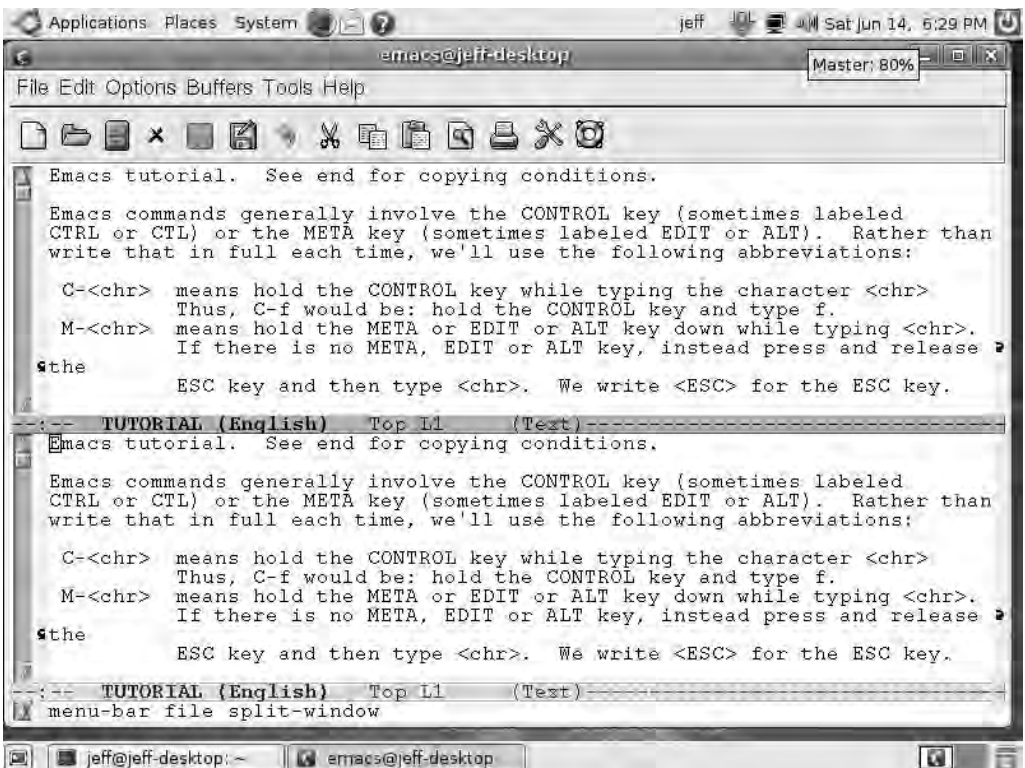 Applications Places System jeff Sat Jun 14, 6:29 PM
emacs@jeff-desktop
Master: 80%
File Edit Options Buffers Tools Help
Emacs tutorial. See end for copying conditions.
Emacs commands generally involve the CONTROL key (sometimes labeled
CTRL or CTL) or the META key (sometimes labeled EDIT or ALT). Rather than
write that in full each time, we'll use the following abbreviations:
C-<chr> means hold the CONTROL key while typing the character <chr>
Thus, C-f would be: hold the CONTROL key and type f.
M-<chr> means hold the META or EDIT or ALT key down while typing <chr>.
If there is no META, EDIT or ALT key, instead press and release
the
ESC key and then type <chr>. We write <ESC> for the ESC key.
--:-- TUTORIAL (English) Top L1 (Text)
Emacs tutorial. See end for copying conditions.
Emacs commands generally involve the CONTROL key (sometimes labeled
CTRL or CTL) or the META key (sometimes labeled EDIT or ALT). Rather than
write that in full each time, we'll use the following abbreviations:
C-<chr> means hold the CONTROL key while typing the character <chr>
Thus, C-f would be: hold the CONTROL key and type f.
M-<chr> means hold the META or EDIT or ALT key down while typing <chr>.
If there is no META, EDIT or ALT key, instead press and release
the
ESC key and then type <chr>. We write <ESC> for the ESC key.
--:-- TUTORIAL (English) Top L1 (Text)
menu-bar file split-window
jeff@jeff-desktop: ~ emacs@jeff-desktop